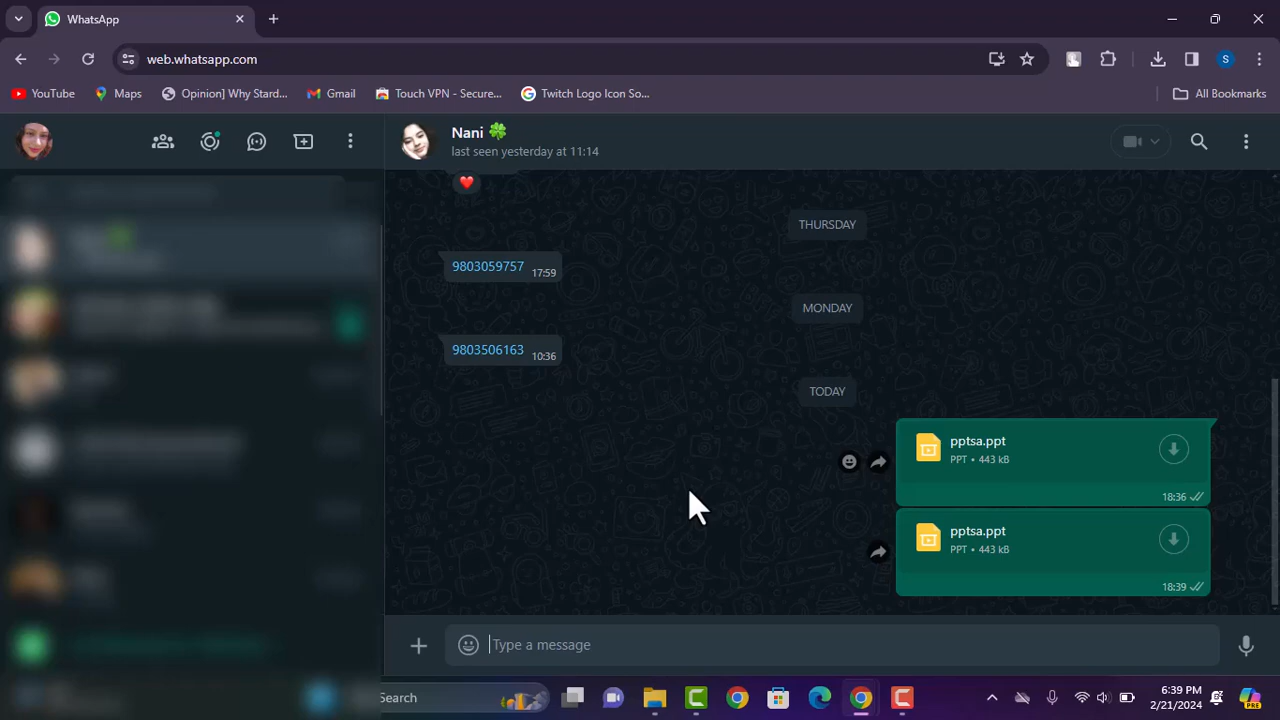 WhatsApp
web.whatsapp.com
S
YouTube
Maps
Opinion] Why Stard...
Gmail
Touch VPN - Secure...
Twitch Logo Icon So...
All Bookmarks
Nani
last seen yesterday at 11:14
THURSDAY
9803059757 17:59
MONDAY
9803506163 10:36
TODAY
pptsa.ppt
PPT • 443 kB
18:36
pptsa.ppt
PPT • 443 kB
18:39
Type a message
Search
6:39 PM
2/21/2024
PRE